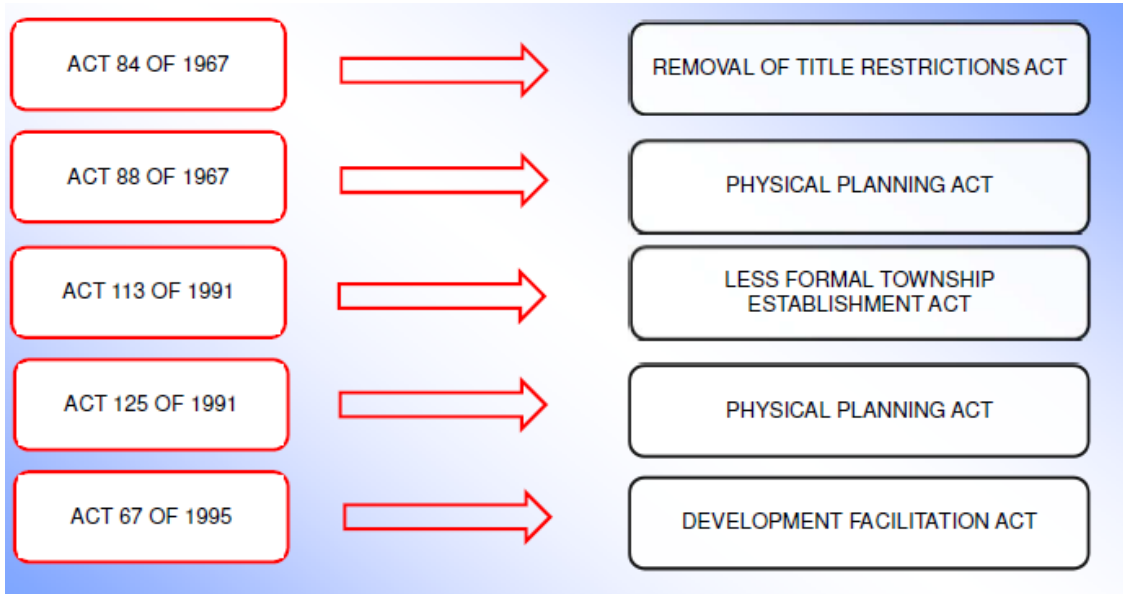 ACT 84 OF 1967
REMOVAL OF TITLE RESTRICTIONS ACT
ACT 88 OF 1967
PHYSICAL PLANNING ACT
ACT 113 OF 1991
LESS FORMAL TOWNSHIP
ESTABLISHMENT ACT
ACT 125 OF 1991
PHYSICAL PLANNING ACT
ACT 67 OF 1995
DEVELOPMENT FACILITATION ACT